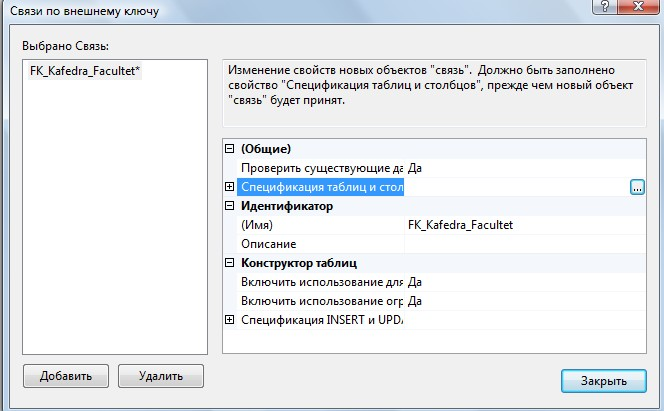 Связи по внешнему ключу
Выбрано Связь:
FK_Kafedra_Facultet*
Изменение свойств новых объектов "связь". Должно быть заполнено
свойство "Спецификация таблиц и столбцов", прежде чем новый объект
"связь" будет принят.
(Общие)
Проверить существующие да Да
Спецификация таблиц и стол ...
Идентификатор
(Имя) FK_Kafedra_Facultet
Описание
Конструктор таблиц
Включить использование для Да
Включить использование огр Да
Спецификация INSERT и UPDA
Добавить Удалить
Закрыть